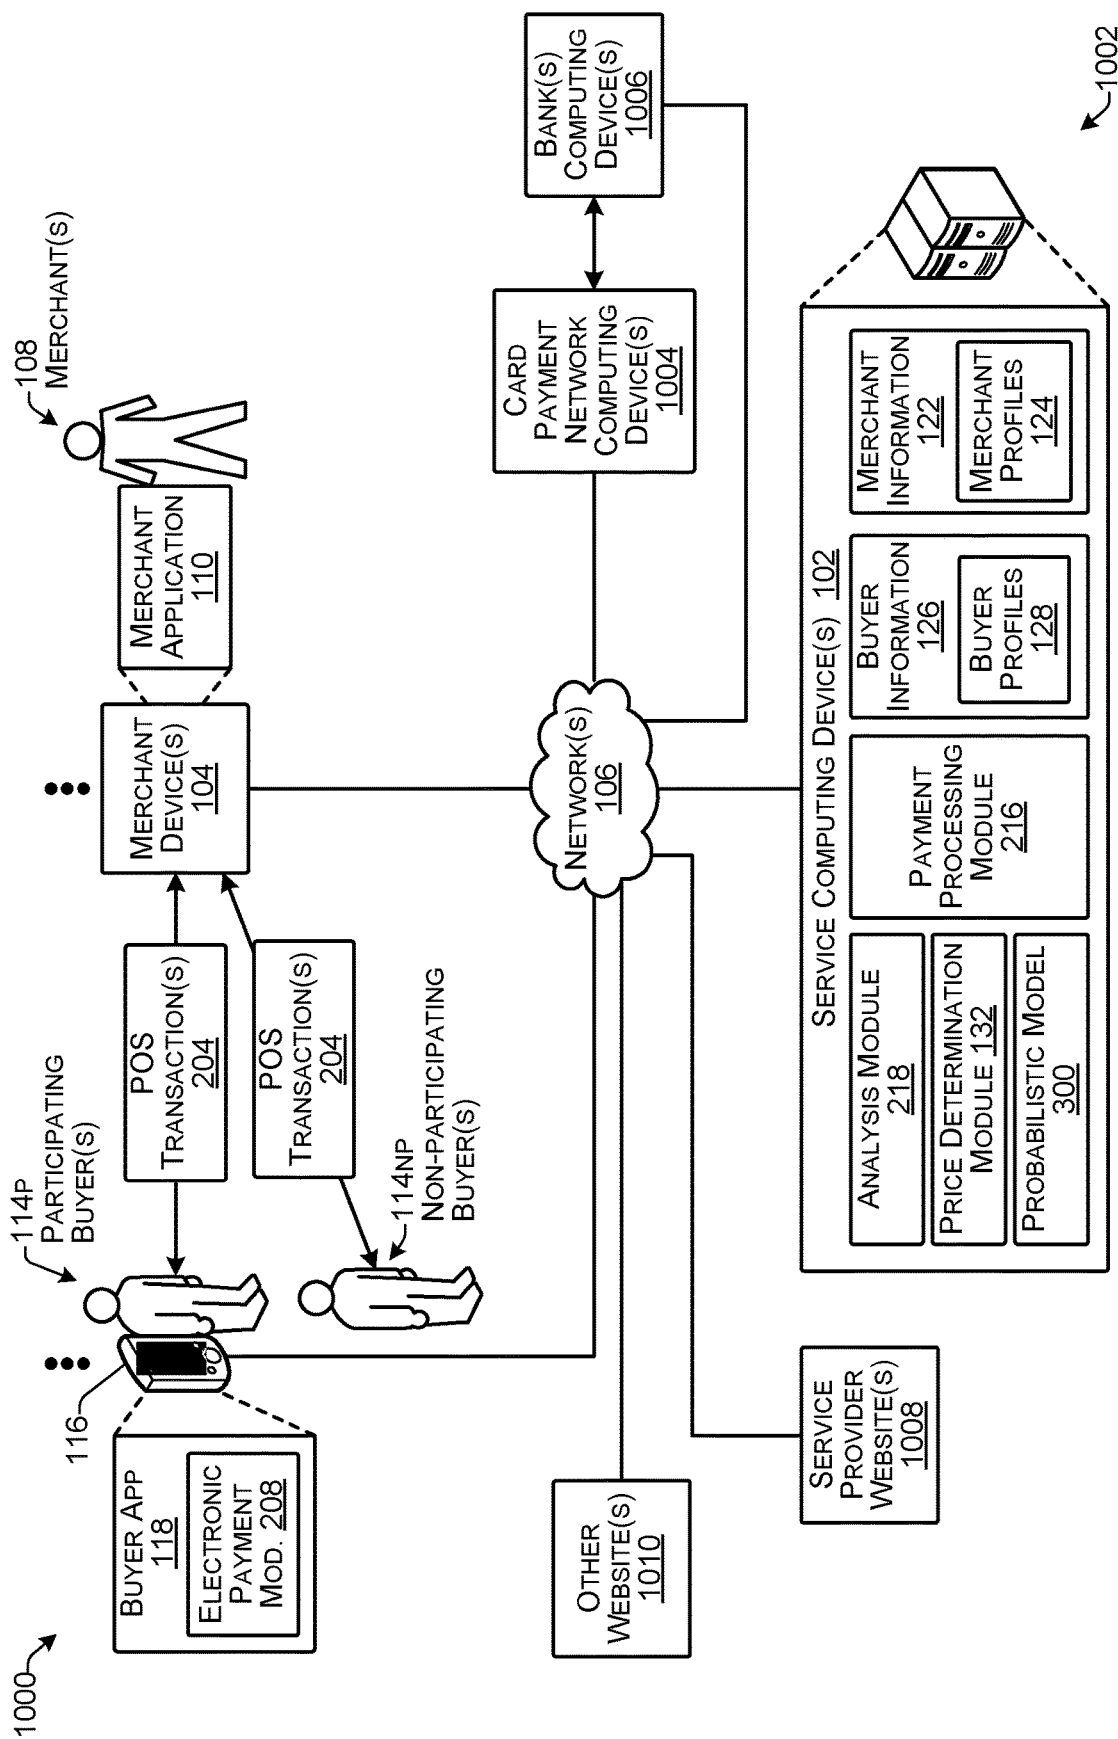 1000
116
BUYER APP
118
ELECTRONIC
PAYMENT
MOD. 208
114P
PARTICIPATING
BUYER(S)
114NP
NON-PARTICIPATING
BUYER(S)
POS
TRANSACTION(S)
204
POS
TRANSACTION(S)
204
MERCHANT
DEVICE(S)
104
MERCHANT
APPLICATION
110
108
MERCHANT(S)
OTHER
WEBSITE(S)
1010
NETWORK(S)
106
CARD
PAYMENT
NETWORK
COMPUTING
DEVICE(S)
1004
BANK(S)
COMPUTING
DEVICE(S)
1006
SERVICE
PROVIDER
WEBSITE(S)
1008
SERVICE COMPUTING DEVICE(S) 102
ANALYSIS MODULE
218
PRICE DETERMINATION
MODULE 132
PROBABILISTIC MODEL
300
PAYMENT
PROCESSING
MODULE
216
BUYER
INFORMATION
126
BUYER
PROFILES
128
MERCHANT
INFORMATION
122
MERCHANT
PROFILES
124
1002